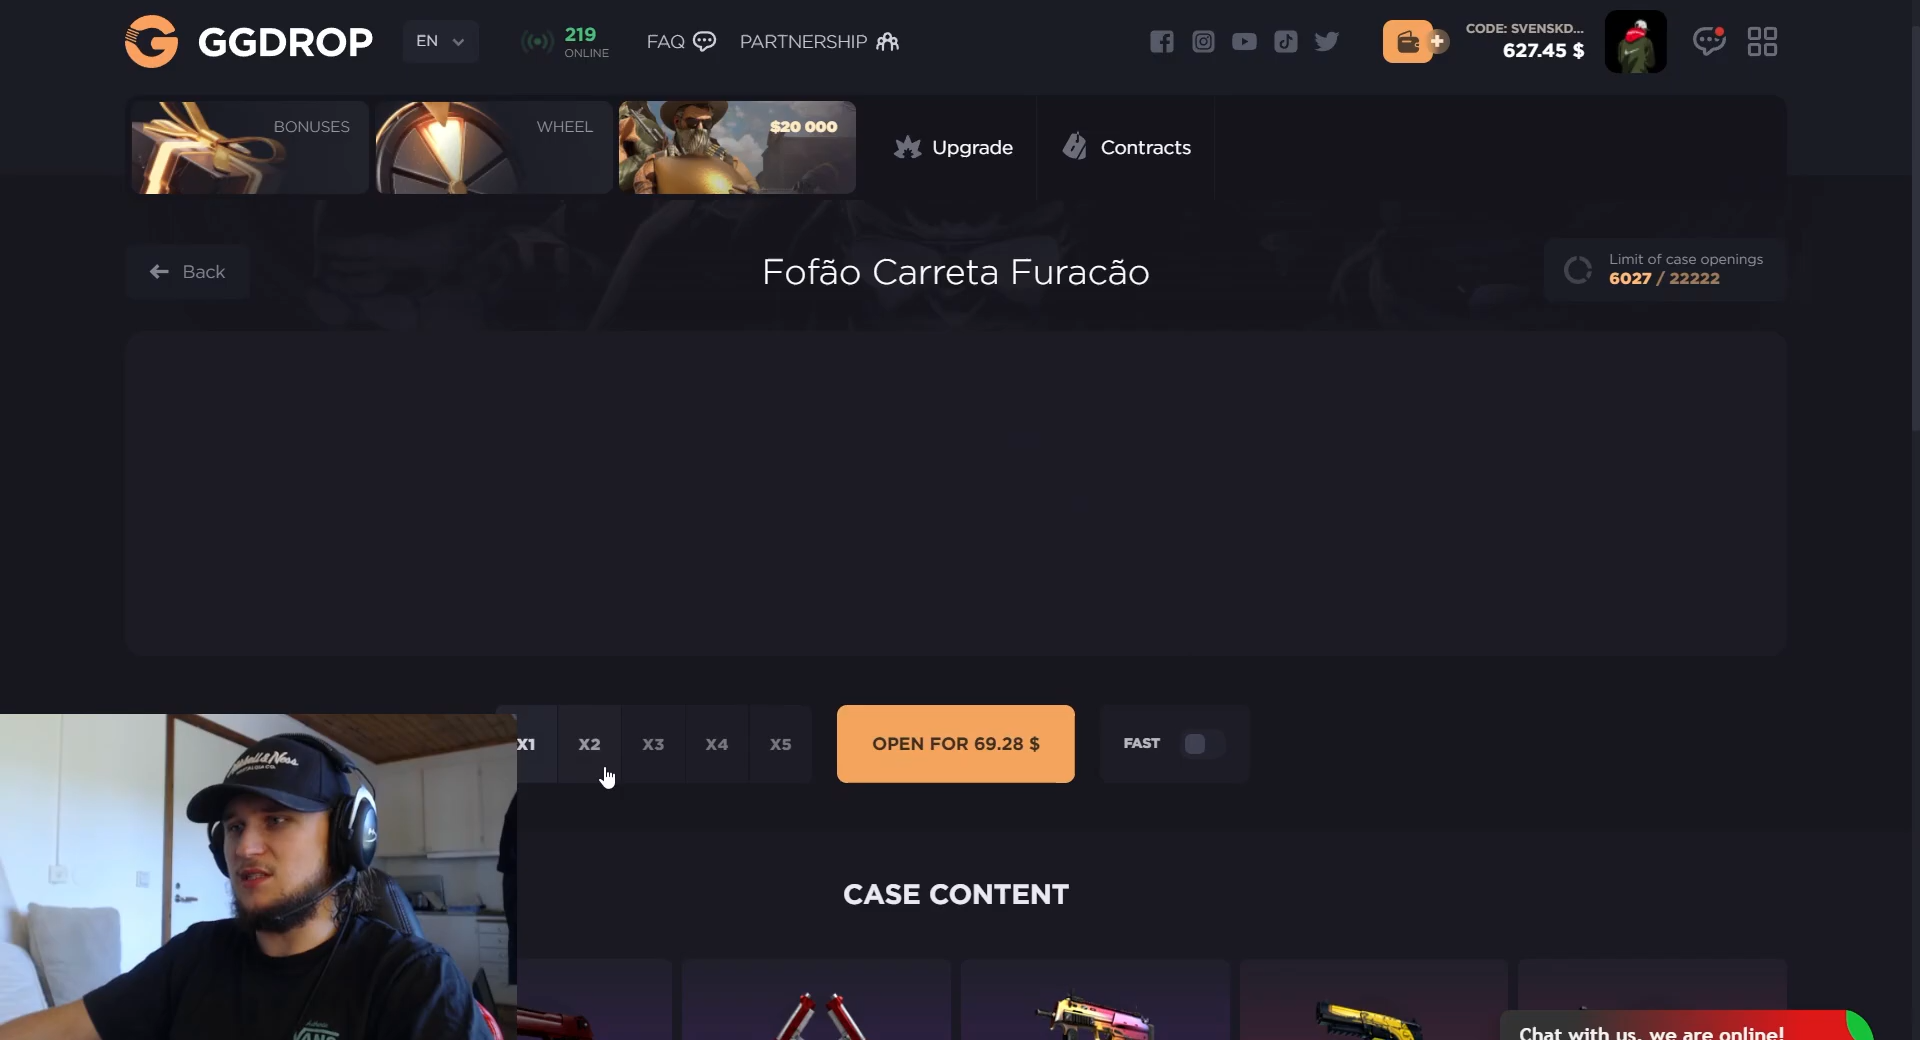 GGDROP
EN
219
ONLINE
FAQ
PARTNERSHIP
CODE: SVENSKD...
627.45 $
BONUSES
WHEEL
$20 000
Upgrade
Contracts
Back
Fofão Carreta Furacão
Limit of case openings
6027 / 22222
X1
X2
X3
X4
X5
OPEN FOR 69.28 $
FAST
CASE CONTENT
Chat with us, we are online!
VANS